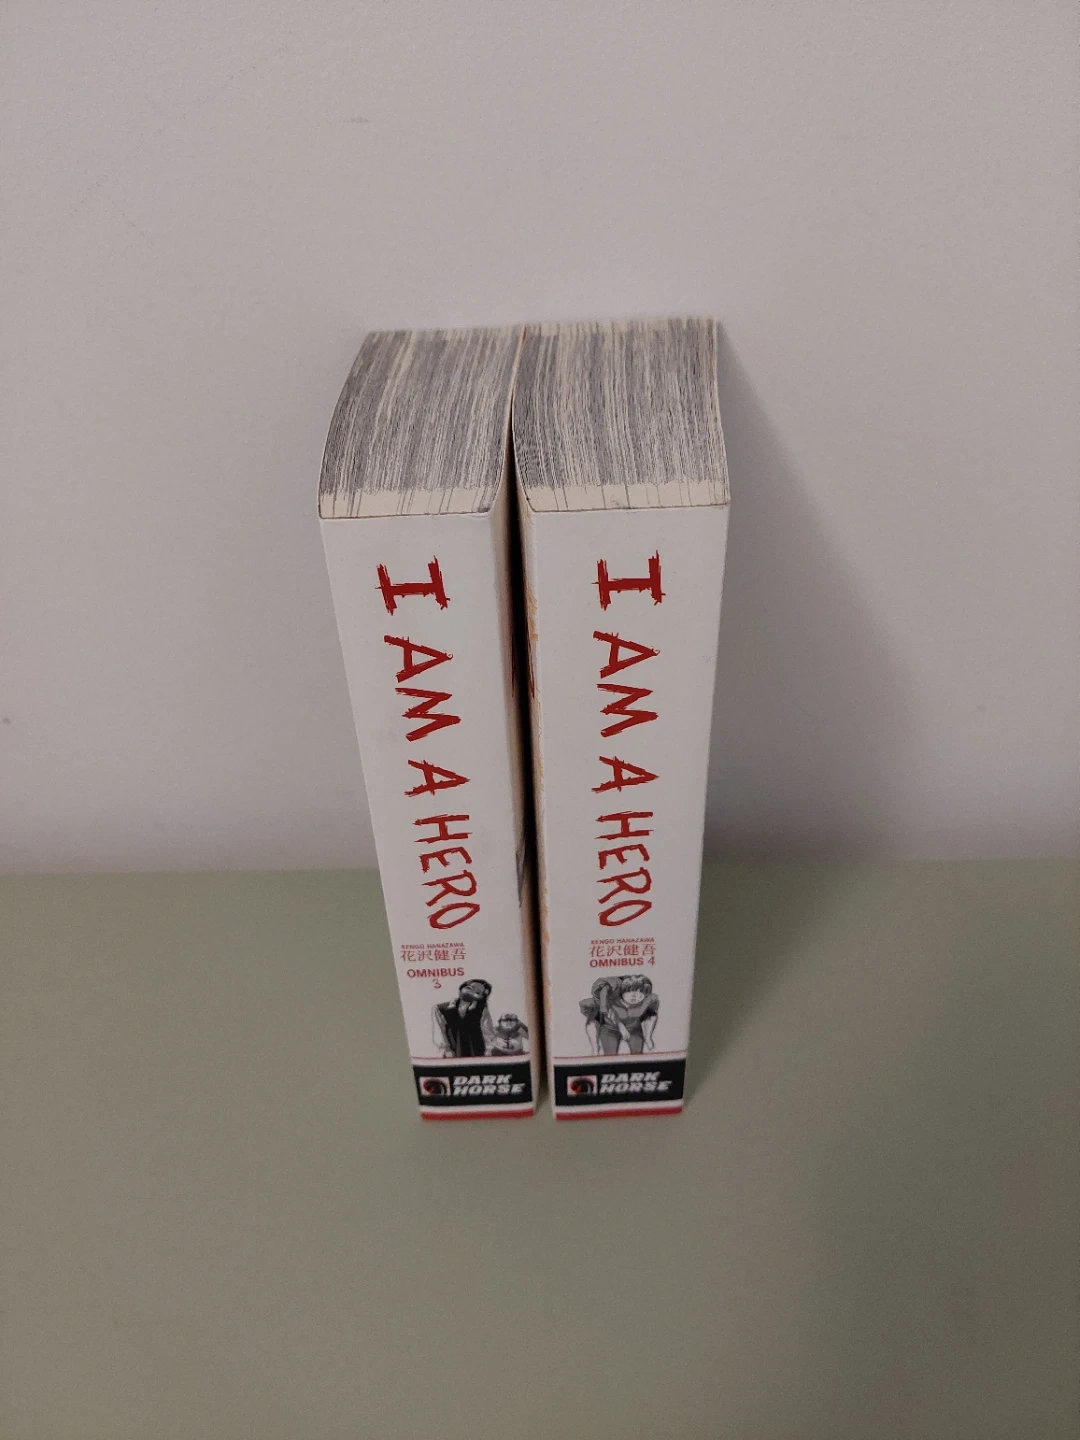 I AM A HERO
KENGO HANAZAWA
花沢健吾
OMNIBUS
3
DARK
HORSE
I AM A HERO
KENGO HANAZAWA
花沢健吾
OMNIBUS 4
DARK
HORSE